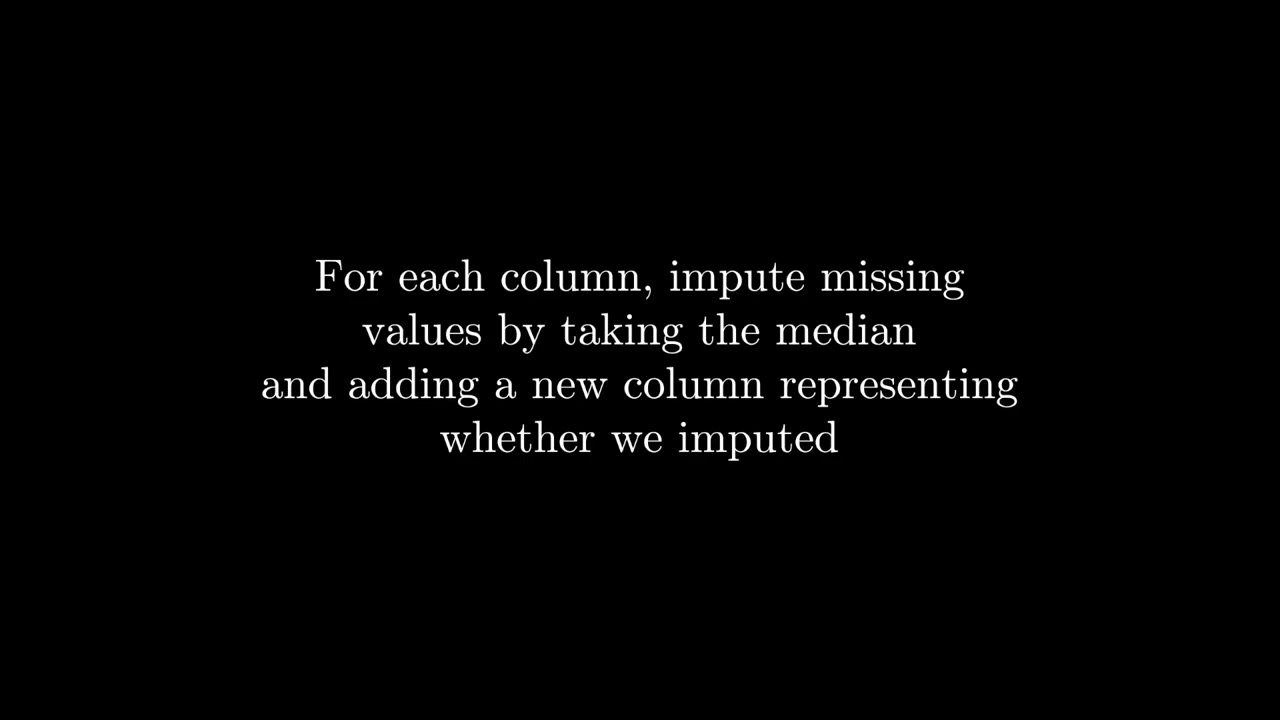 For each column, impute missing
values by taking the median
and adding a new column representing
whether we imputed